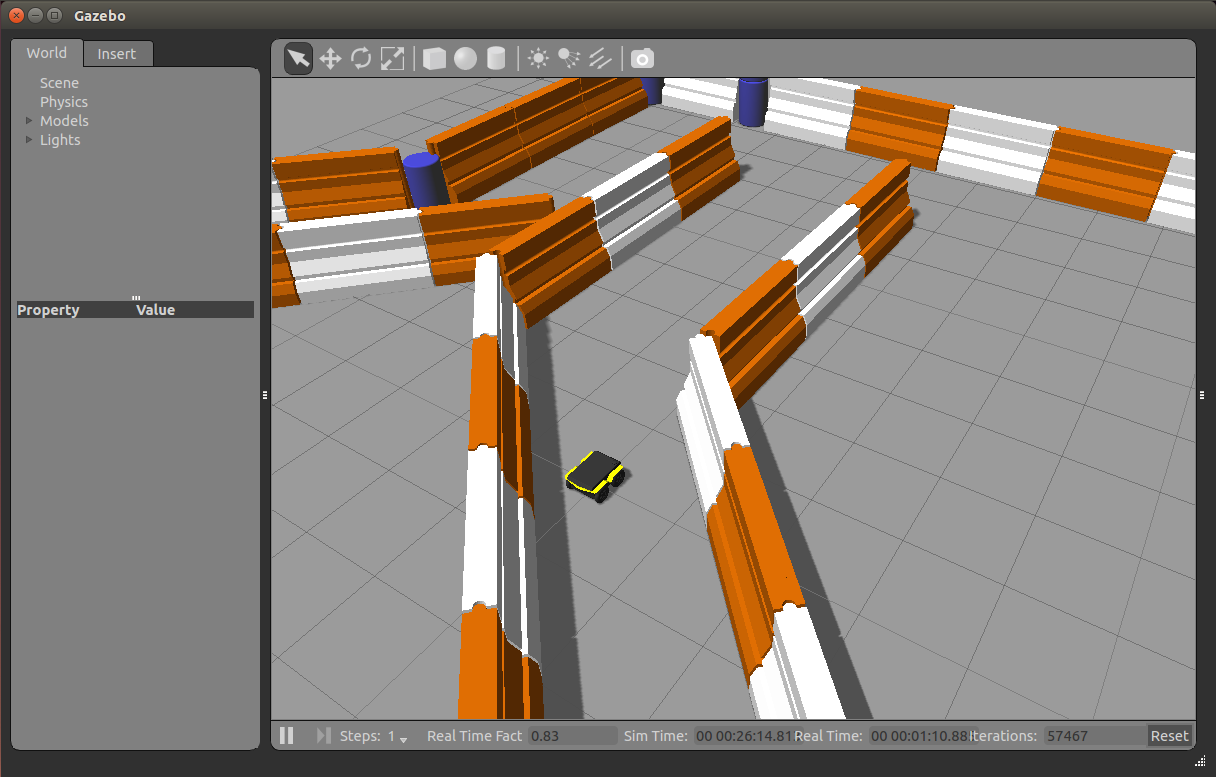 Gazebo
World Insert
Scene
Physics
Models
Lights
Property Value
Steps: 1 Real Time Fact 0.83 Sim Time: 00 00:26:14.81 Real Time: 00 00:01:10.88 Iterations: 57467 Reset